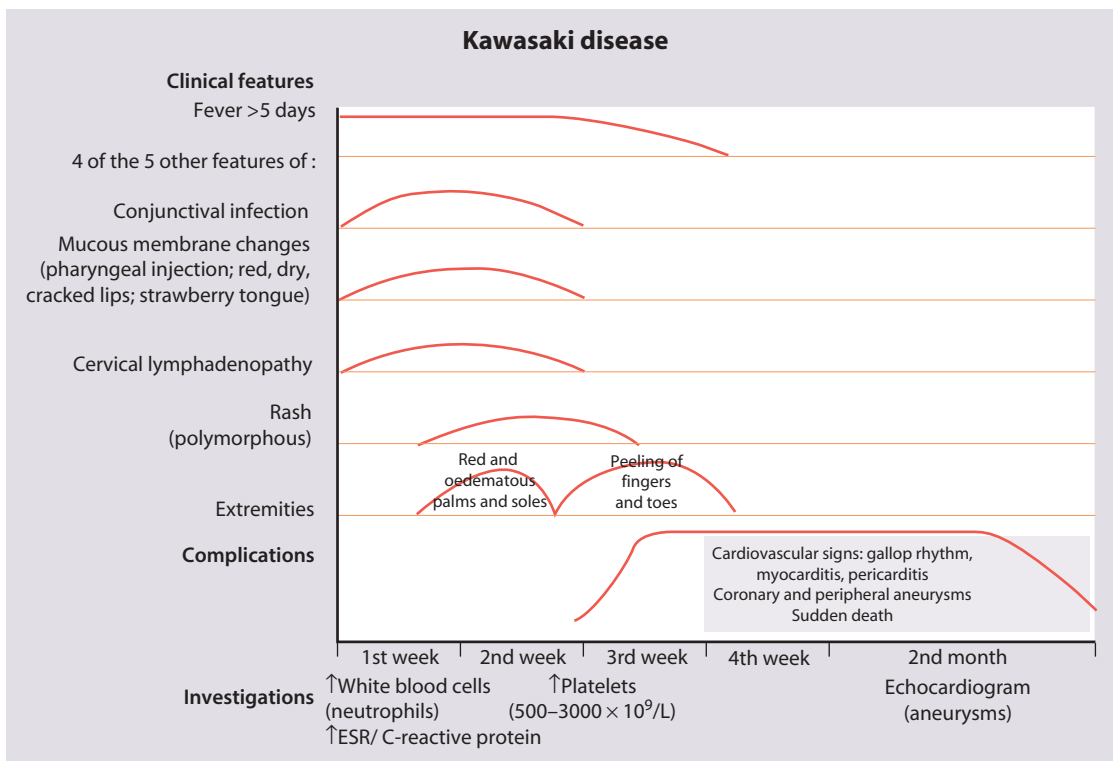 Kawasaki disease
Clinical features
Fever >5 days
4 of the 5 other features of :
Conjunctival infection
Mucous membrane changes
(pharyngeal injection; red, dry,
cracked lips; strawberry tongue)
Cervical lymphadenopathy
Rash
(polymorphous)
Extremities
Red and
oedematous
palms and soles
Peeling of
fingers
and toes
Complications
Cardiovascular signs: gallop rhythm,
myocarditis, pericarditis
Coronary and peripheral aneurysms
Sudden death
1st week
2nd week
3rd week
4th week
2nd month
Investigations
↑White blood cells
(neutrophils)
↑ESR/ C-reactive protein
↑Platelets
(500–3000 × 10⁹/L)
Echocardiogram
(aneurysms)